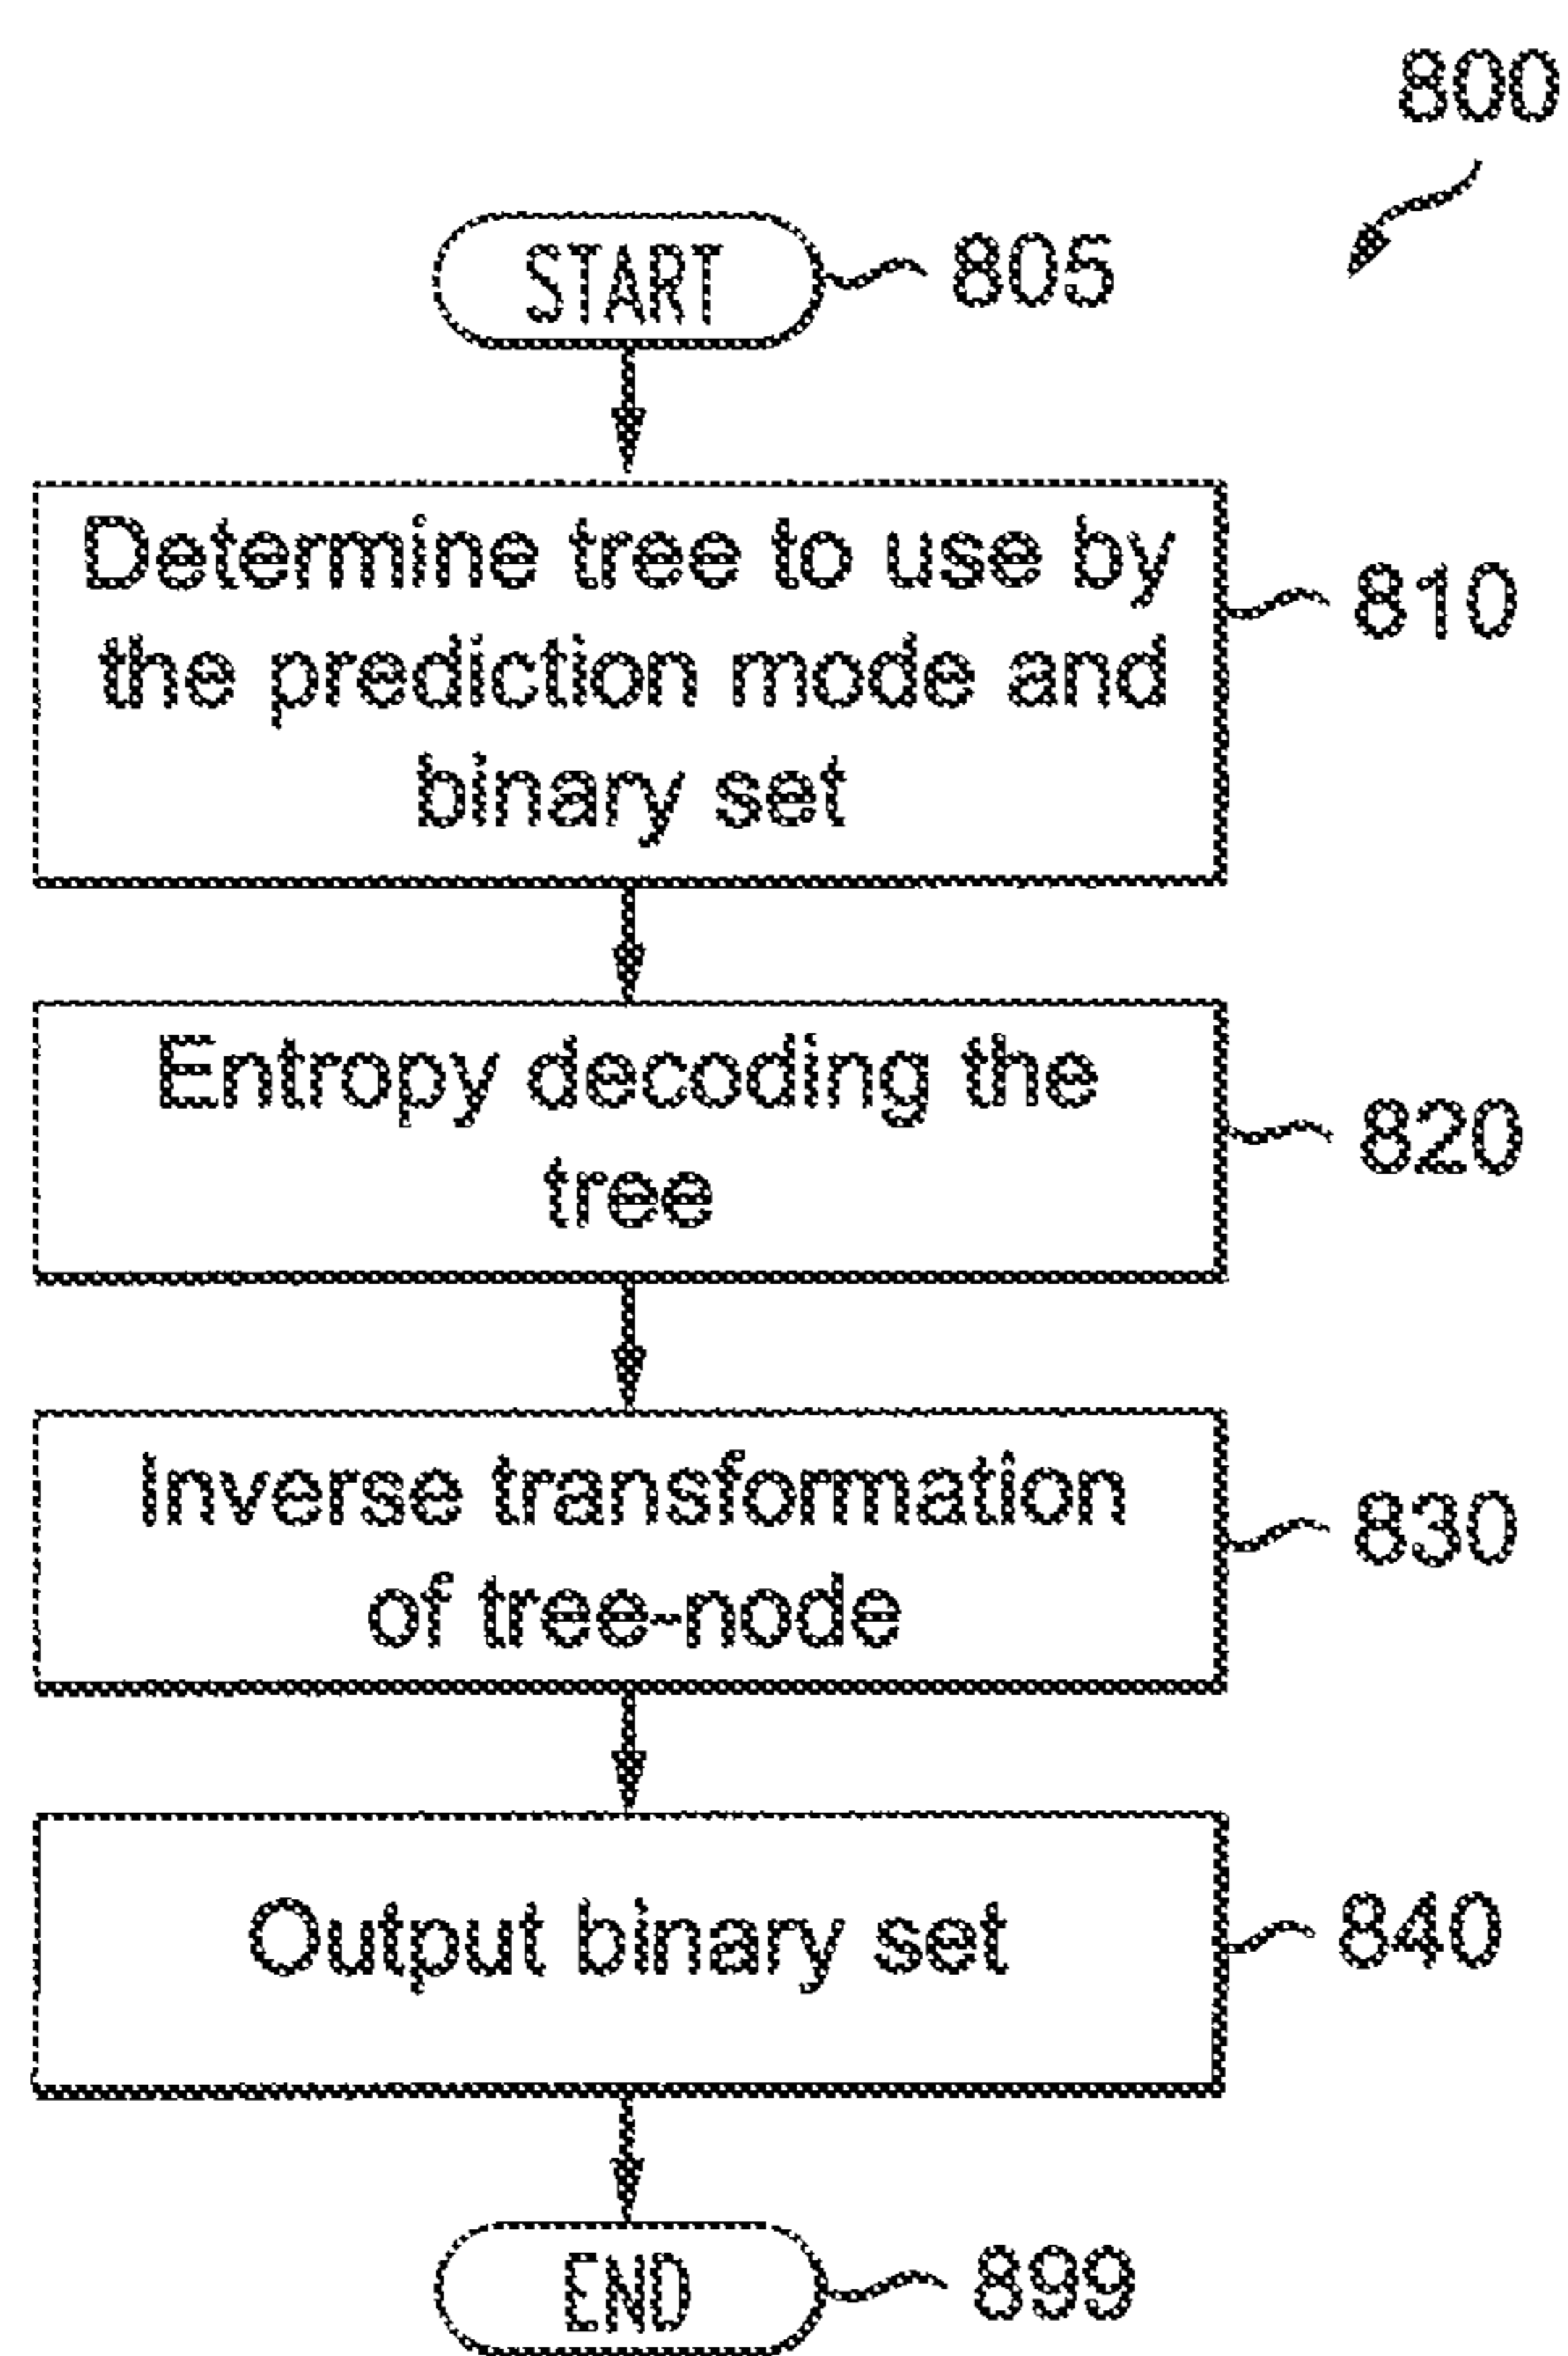 800
START
805
Determine tree to use by
the prediction mode and
binary set
810
Entropy decoding the
tree
820
Inverse transformation
of tree-node
830
Output binary set
840
END
899